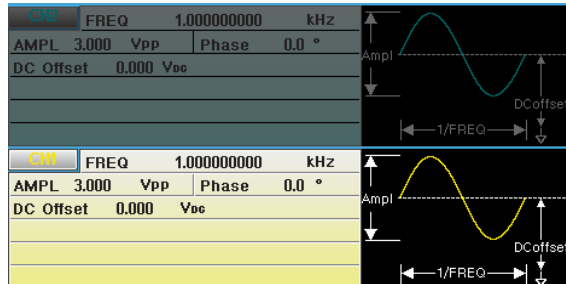 CH2 FREQ 1.000000000 kHz
AMPL 3.000 Vpp Phase 0.0 °
DC Offset 0.000 VDC
Ampl
DCoffset
1/FREQ
CH1 FREQ 1.000000000 kHz
AMPL 3.000 Vpp Phase 0.0 °
DC Offset 0.000 VDC
Ampl
DCoffset
1/FREQ